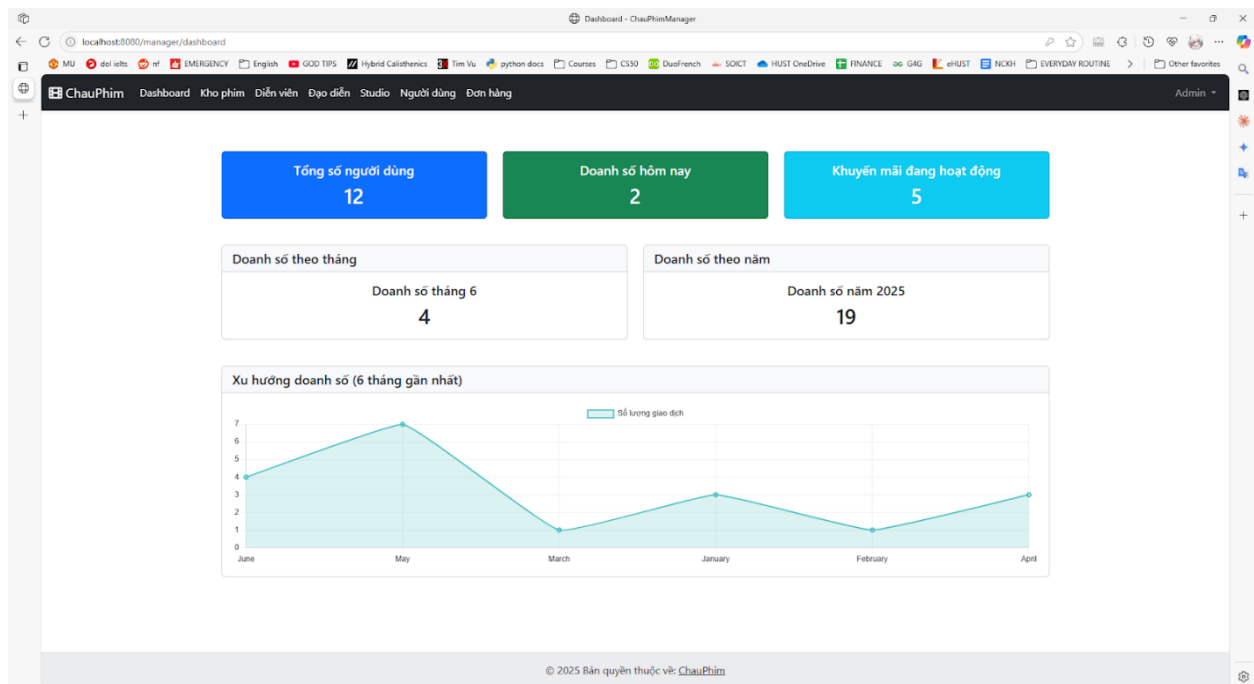 Dashboard - ChauPhimManager
localhost:8080/manager/dashboard
MU dol ielts nf EMERGENCY English GOD TIPS Hybrid Calisthenics Tim Vu python docs Courses CS50 DuoFrench SOICT HUST OneDrive FINANCE G4G eHUST NCKH EVERYDAY ROUTINE Other favorites
ChauPhim Dashboard Kho phim Diễn viên Đạo diễn Studio Người dùng Đơn hàng Admin
Tổng số người dùng
12
Doanh số hôm nay
2
Khuyến mãi đang hoạt động
5
Doanh số theo tháng
Doanh số tháng 6
4
Doanh số theo năm
Doanh số năm 2025
19
Xu hướng doanh số (6 tháng gần nhất)
Số lượng giao dịch
7
6
5
4
3
2
1
0
June May March January February April
© 2025 Bản quyền thuộc về: ChauPhim